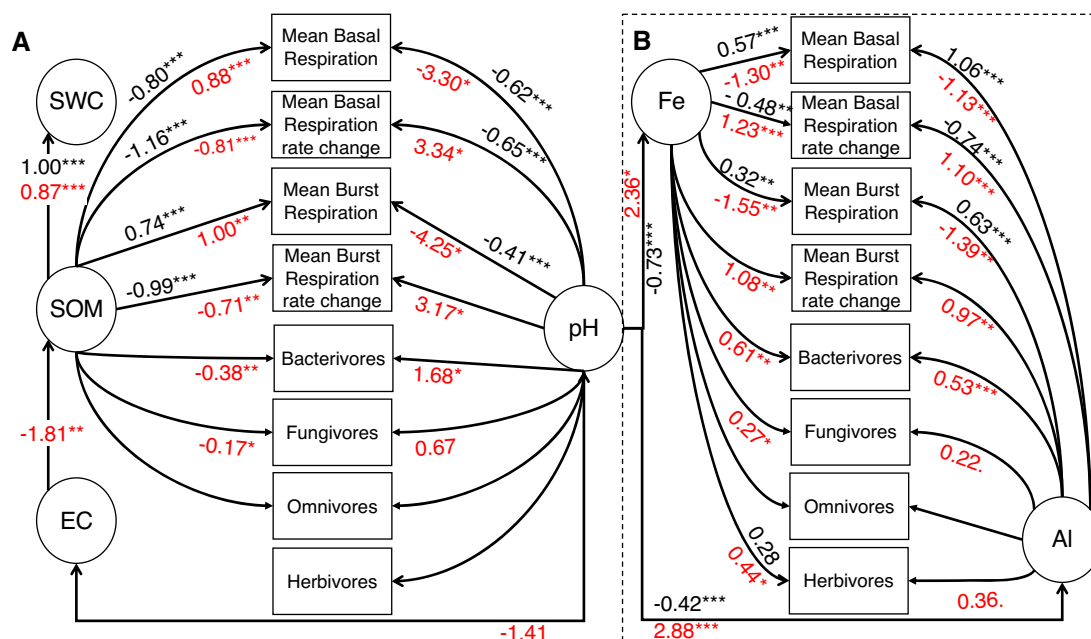 A
SWC
1.00***
0.87***
SOM
-1.81**
EC
-0.80***
0.88***
-1.16***
-0.81***
0.74***
1.00**
-0.99***
-0.71**
-0.38**
-0.17*
Mean Basal
Respiration
Mean Basal
Respiration
rate change
Mean Burst
Respiration
Mean Burst
Respiration
rate change
Bacterivores
Fungivores
Omnivores
Herbivores
-0.62***
-3.30*
-0.65***
3.34*
-0.41***
-4.25*
3.17*
1.68*
0.67
pH
-1.41
B
2.36*
-0.73***
Fe
0.57***
-1.30**
- 0.48**
1.23***
0.32**
-1.55**
1.08**
0.61**
0.27*
0.28
0.44*
Mean Basal
Respiration
Mean Basal
Respiration
rate change
Mean Burst
Respiration
Mean Burst
Respiration
rate change
Bacterivores
Fungivores
Omnivores
Herbivores
1.06***
-1.13***
-0.74***
1.10***
0.63***
-1.39**
0.97**
0.53***
0.22.
0.36.
Al
-0.42***
2.88***